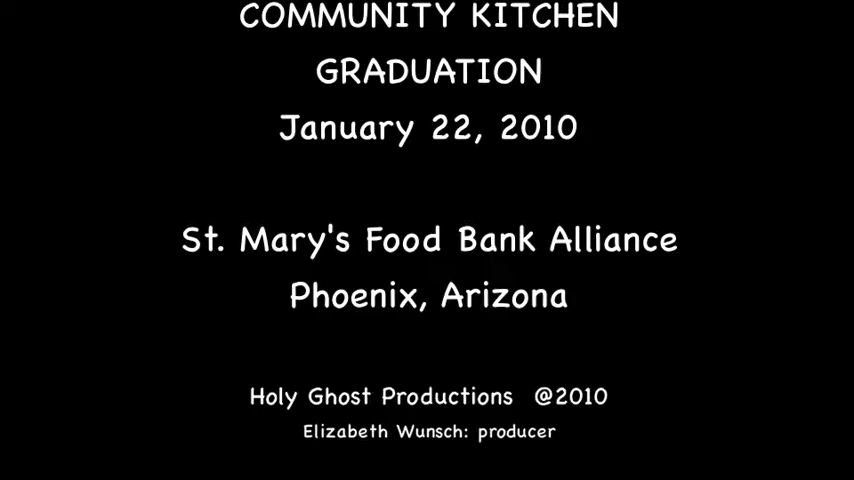 COMMUNITY KITCHEN
GRADUATION
January 22, 2010
St. Mary's Food Bank Alliance
Phoenix, Arizona
Holy Ghost Productions @2010
Elizabeth Wunsch: producer